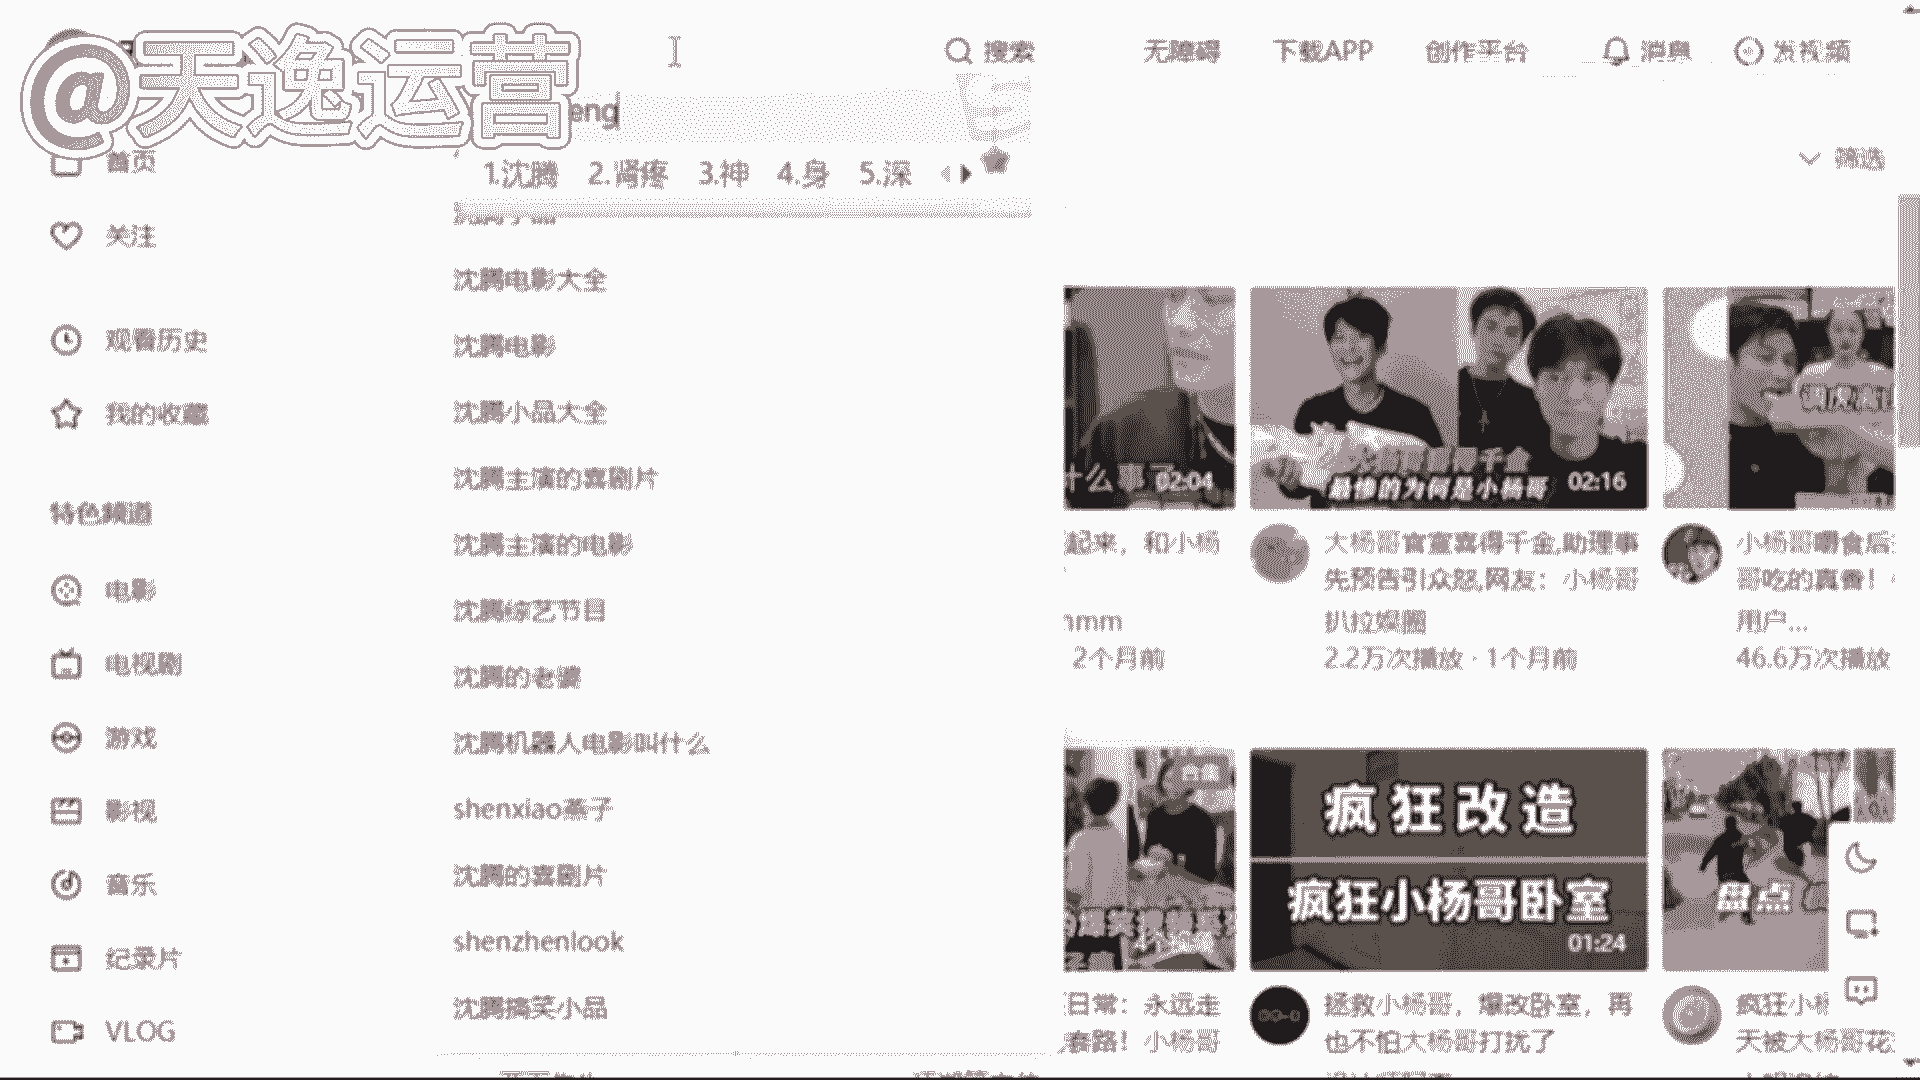 @天逸运营
搜索
无障碍
下载APP
创作平台
消息
发视频
eng
1.沈腾 2.肾疼 3.神 4.身 5.深
筛选
首页
关注
观看历史
我的收藏
特色频道
电影
电视剧
游戏
影视
音乐
纪录片
VLOG
沈腾电影大全
沈腾电影
沈腾小品大全
沈腾主演的喜剧片
沈腾主演的电影
沈腾综艺节目
沈腾的老婆
沈腾机器人电影叫什么
shenxiao燕子
沈腾的喜剧片
shenzhenlook
沈腾搞笑小品
什么事了
02:04
起来，和小杨
mm
2个月前
千金
最惨的为何是小杨哥
02:16
大杨哥官宣喜得千金,助理事
先预告引众怒,网友：小杨哥
扒拉娱圈
2.2万次播放 · 1个月前
小杨哥嚼食后
哥吃的真香！
用户...
46.6万次播放
日常：永远走
套路！小杨哥
疯狂改造
疯狂小杨哥卧室
01:24
拯救小杨哥，爆改卧室，再
也不怕大杨哥打扰了
盘点
疯狂小杨
天被大杨哥花